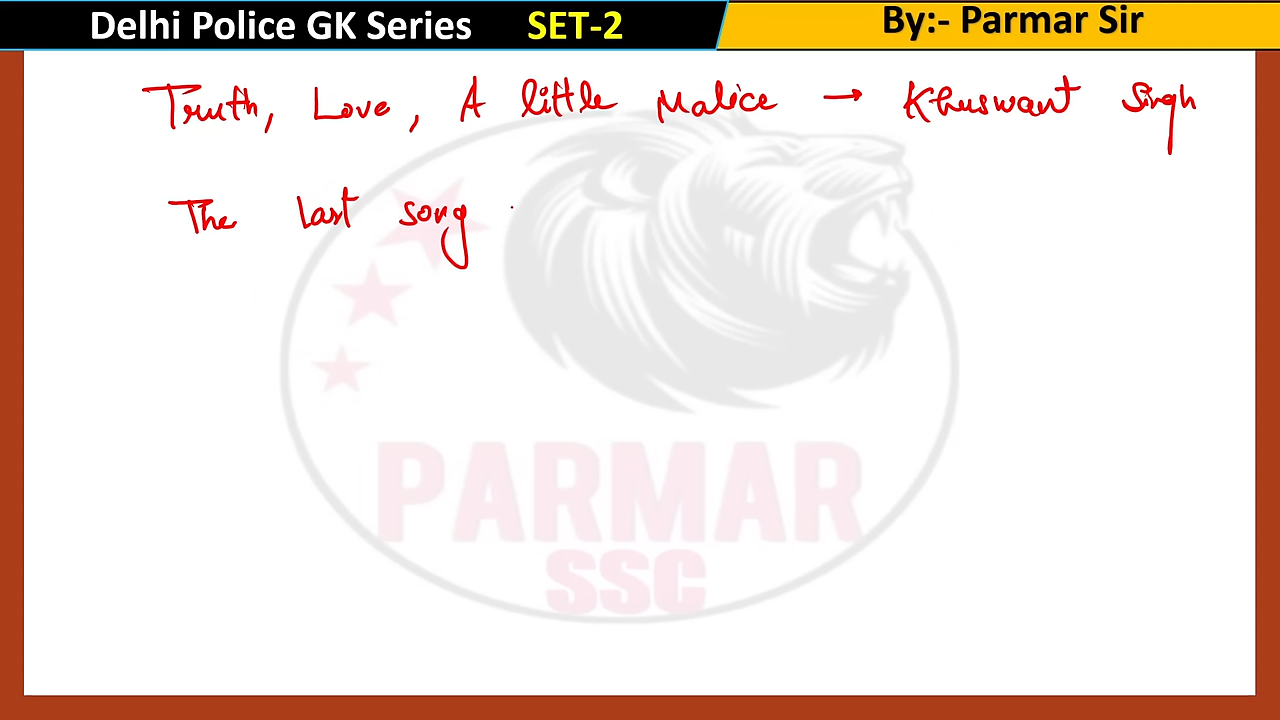 Delhi Police GK Series SET-2 By:- Parmar Sir
Truth, Love, A little Malice → Khuswant Singh
The last song
PARMAR
SSC